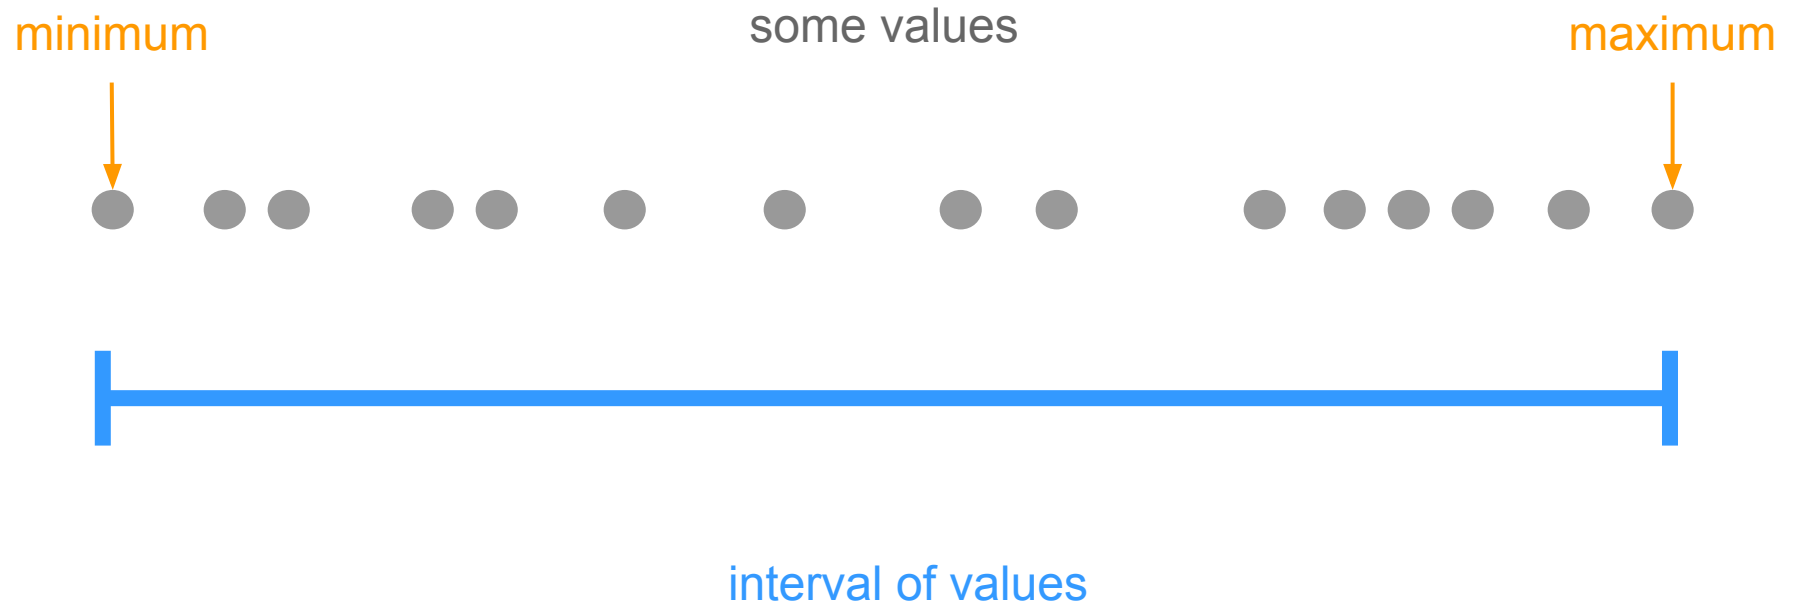 minimum
some values
maximum
interval of values